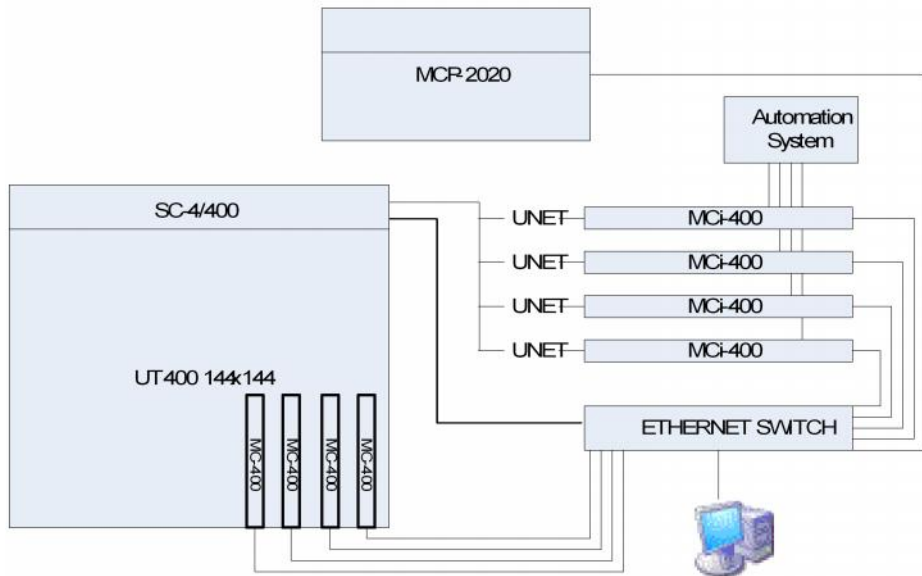 MCP-2020
Automation
System
SC-4/400
UNET
MCi-400
UNET
MCi-400
UNET
MCi-400
UNET
MCi-400
UT400 144x144
MC-400
MC-400
MC-400
MC-400
ETHERNET SWITCH